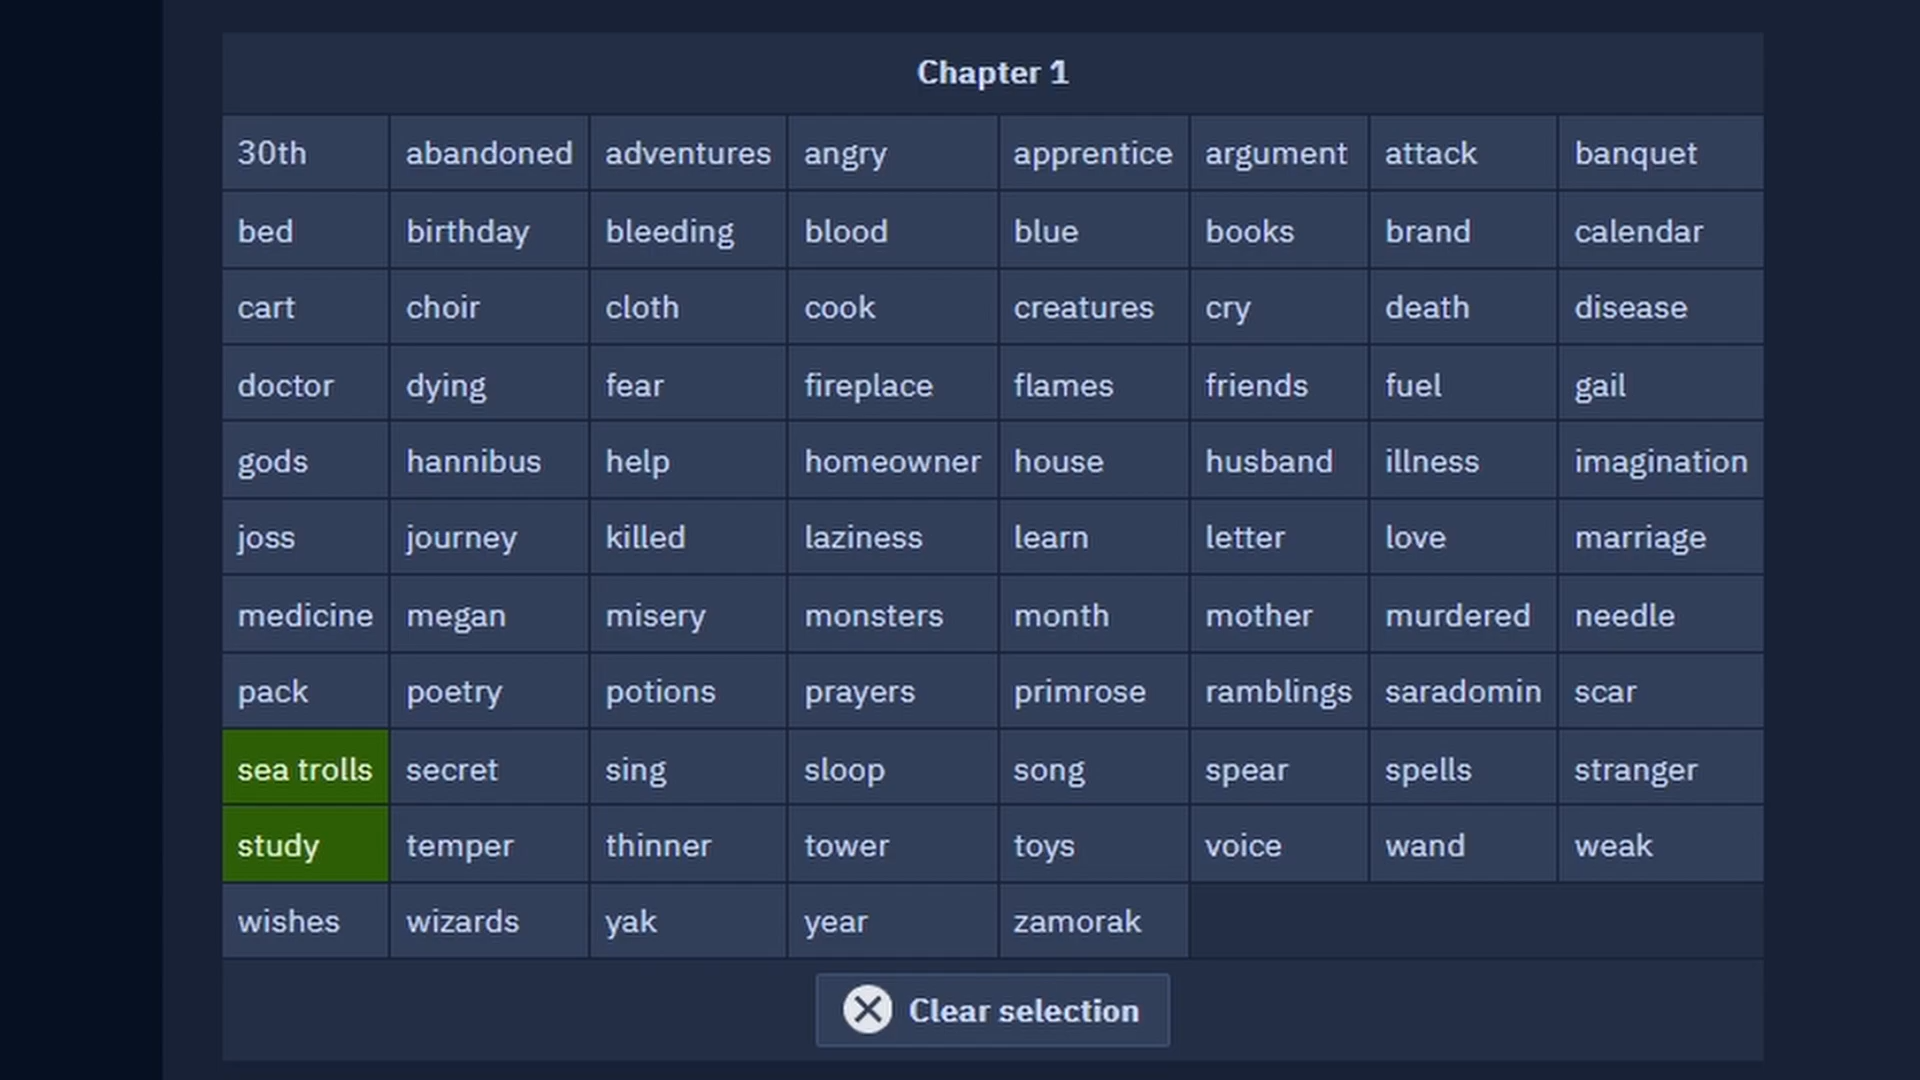 Chapter 1
30th abandoned adventures angry apprentice argument attack banquet
bed birthday bleeding blood blue books brand calendar
cart choir cloth cook creatures cry death disease
doctor dying fear fireplace flames friends fuel gail
gods hannibus help homeowner house husband illness imagination
joss journey killed laziness learn letter love marriage
medicine megan misery monsters month mother murdered needle
pack poetry potions prayers primrose ramblings saradomin scar
sea trolls secret sing sloop song spear spells stranger
study temper thinner tower toys voice wand weak
wishes wizards yak year zamorak
Clear selection